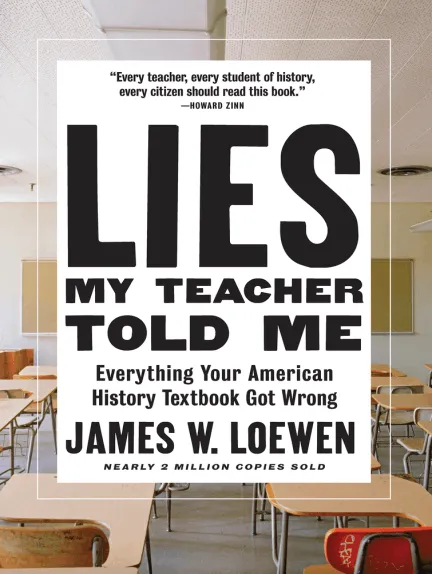 “Every teacher, every student of history,
every citizen should read this book.”
—HOWARD ZINN
LIES
MY TEACHER
TOLD ME
Everything Your American
History Textbook Got Wrong
JAMES W. LOEWEN
NEARLY 2 MILLION COPIES SOLD